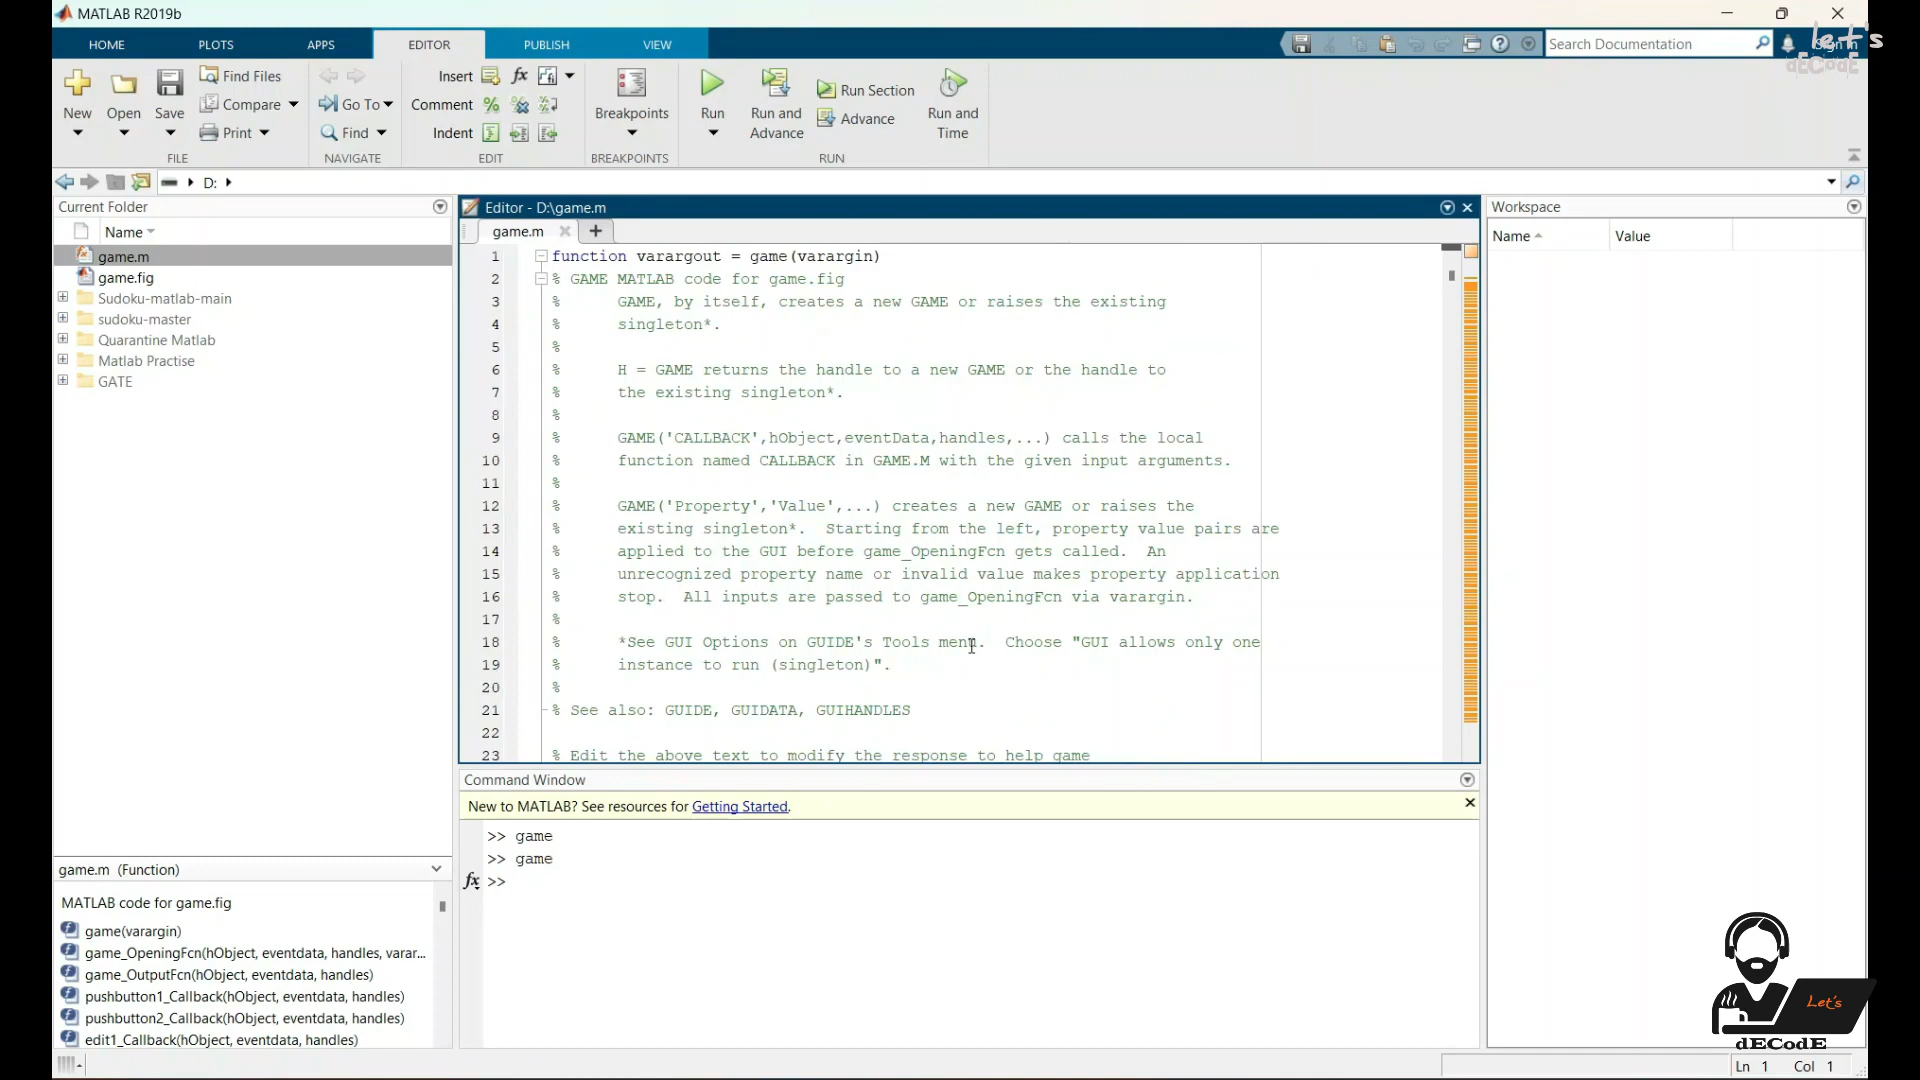 MATLAB R2019b
HOME PLOTS APPS EDITOR PUBLISH VIEW
Search Documentation
let's
dECodE
New
Open
Save
Find Files
Compare
Print
FILE
Go To
Find
NAVIGATE
Insert
Comment
Indent
EDIT
Breakpoints
BREAKPOINTS
Run
Run and
Advance
Run Section
Advance
Run and
Time
RUN
D:
Current Folder
Name
game.m
game.fig
Sudoku-matlab-main
sudoku-master
Quarantine Matlab
Matlab Practise
GATE
game.m (Function)
MATLAB code for game.fig
game(varargin)
game_OpeningFcn(hObject, eventdata, handles, varar...
game_OutputFcn(hObject, eventdata, handles)
pushbutton1_Callback(hObject, eventdata, handles)
pushbutton2_Callback(hObject, eventdata, handles)
edit1_Callback(hObject, eventdata, handles)
Editor - D:\game.m
game.m
1 function varargout = game(varargin)
2 % GAME MATLAB code for game.fig
3 % GAME, by itself, creates a new GAME or raises the existing
4 % singleton*.
5 %
6 % H = GAME returns the handle to a new GAME or the handle to
7 % the existing singleton*.
8 %
9 % GAME('CALLBACK',hObject,eventData,handles,...) calls the local
10 % function named CALLBACK in GAME.M with the given input arguments.
11 %
12 % GAME('Property','Value',...) creates a new GAME or raises the
13 % existing singleton*. Starting from the left, property value pairs are
14 % applied to the GUI before game_OpeningFcn gets called. An
15 % unrecognized property name or invalid value makes property application
16 % stop. All inputs are passed to game_OpeningFcn via varargin.
17 %
18 % *See GUI Options on GUIDE's Tools menu. Choose "GUI allows only one
19 % instance to run (singleton)".
20 %
21 % See also: GUIDE, GUIDATA, GUIHANDLES
22
23 % Edit the above text to modify the response to help game
Command Window
New to MATLAB? See resources for Getting Started.
>> game
>> game
fx >>
Workspace
Name Value
Let's
dECodE
Ln 1 Col 1